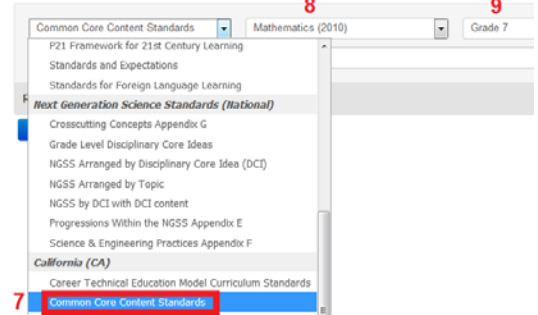 8 9
Common Core Content Standards Mathematics (2010) Grade 7
P21 Framework for 21st Century Learning
Standards and Expectations
Standards for Foreign Language Learning
Next Generation Science Standards (National)
Crosscutting Concepts Appendix G
Grade Level Disciplinary Core Ideas
NGSS Arranged by Disciplinary Core Idea (DCI)
NGSS Arranged by Topic
NGSS by DCI with DCI content
Progressions Within the NGSS Appendix E
Science & Engineering Practices Appendix F
California (CA)
Career Technical Education Model Curriculum Standards
7 Common Core Content Standards